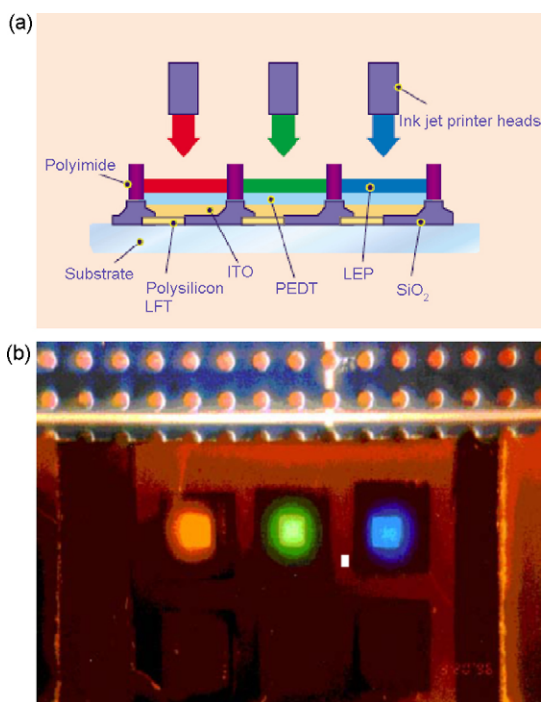 (a)
Ink jet printer heads
Polyimide
Substrate
Polysilicon
LFT
ITO
PEDT
LEP
SiO₂
(b)